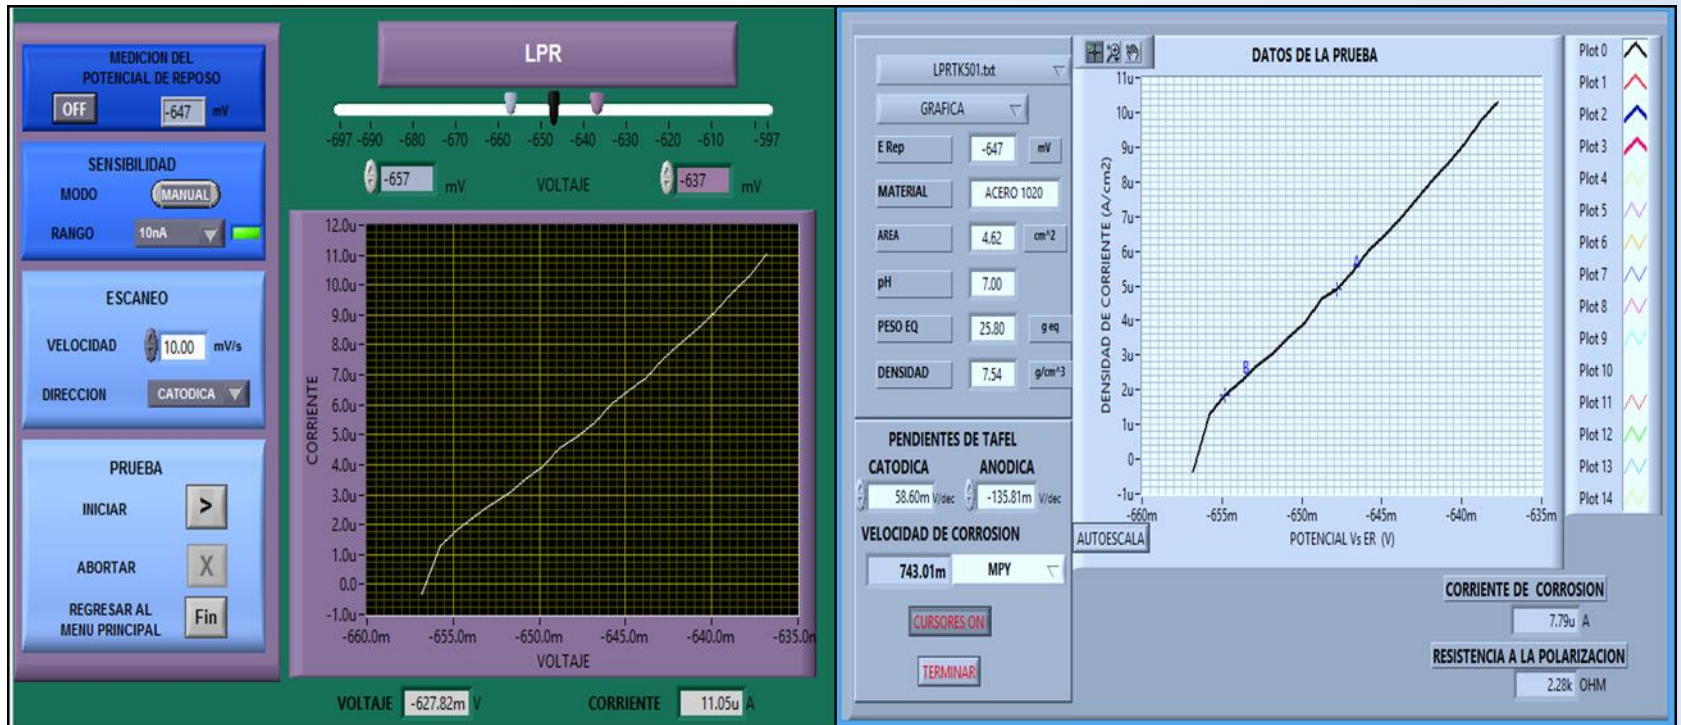 MEDICION DEL
POTENCIAL DE REPOSO
OFF -647 mV
SENSIBILIDAD
MODO MANUAL
RANGO 10nA
ESCANEO
VELOCIDAD 10.00 mV/s
DIRECCION CATODICA
PRUEBA
INICIAR >
ABORTAR X
REGRESAR AL
MENU PRINCIPAL Fin
LPR
-697 -690 -680 -670 -660 -650 -640 -630 -620 -610 -597
-657 mV VOLTAJE -637 mV
CORRIENTE
12.0u
11.0u
10.0u
9.0u
8.0u
7.0u
6.0u
5.0u
4.0u
3.0u
2.0u
1.0u
0.0
-1.0u
-660.0m -655.0m -650.0m -645.0m -640.0m -635.0m
VOLTAJE
VOLTAJE -627.82m V CORRIENTE 11.05u A
LPRTK501.txt
GRAFICA
E Rep -647 mV
MATERIAL ACERO 1020
AREA 4.62 cm^2
pH 7.00
PESO EQ 25.80 g eq
DENSIDAD 7.54 g/cm^3
PENDIENTES DE TAFEL
CATODICA ANODICA
58.60m V/dec -135.81m V/dec
VELOCIDAD DE CORROSION
743.01m MPY
CURSORES ON
TERMINAR
DATOS DE LA PRUEBA
DENSIDAD DE CORRIENTE (A/cm2)
11u
10u
9u
8u
7u
6u
5u
4u
3u
2u
1u
0
-1u
A
B
-660m -655m -650m -645m -640m -635m
AUTOESCALA
POTENCIAL Vs ER (V)
Plot 0
Plot 1
Plot 2
Plot 3
Plot 4
Plot 5
Plot 6
Plot 7
Plot 8
Plot 9
Plot 10
Plot 11
Plot 12
Plot 13
Plot 14
CORRIENTE DE CORROSION
7.79u A
RESISTENCIA A LA POLARIZACION
2.28k OHM